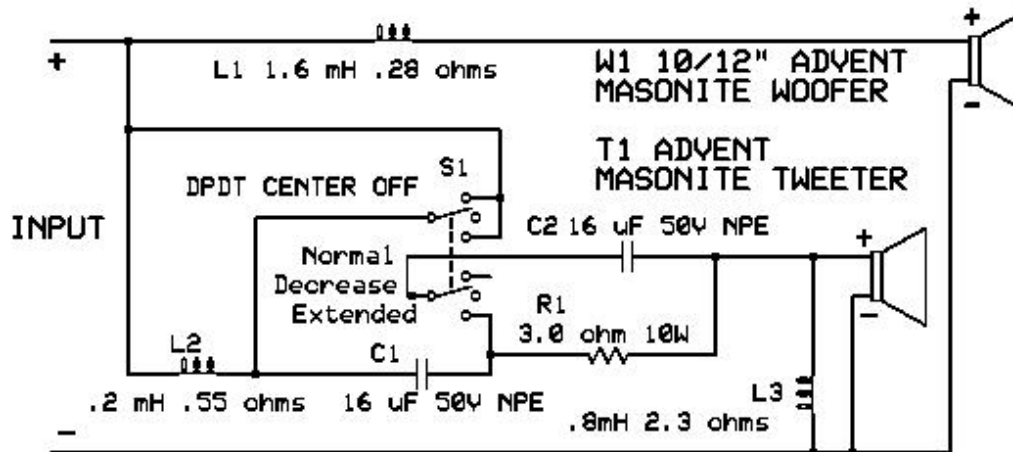 +
L1 1.6 mH .28 ohms
W1 10/12" ADVENT
MASONITE WOOFER
+
-
T1 ADVENT
MASONITE TWEETER
S1
DPDT CENTER OFF
INPUT
C2 16 uF 50V NPE
Normal
Decrease
Extended
+
-
R1
3.0 ohm 10W
L2
C1
.2 mH .55 ohms
16 uF 50V NPE
L3
.8mH 2.3 ohms
-